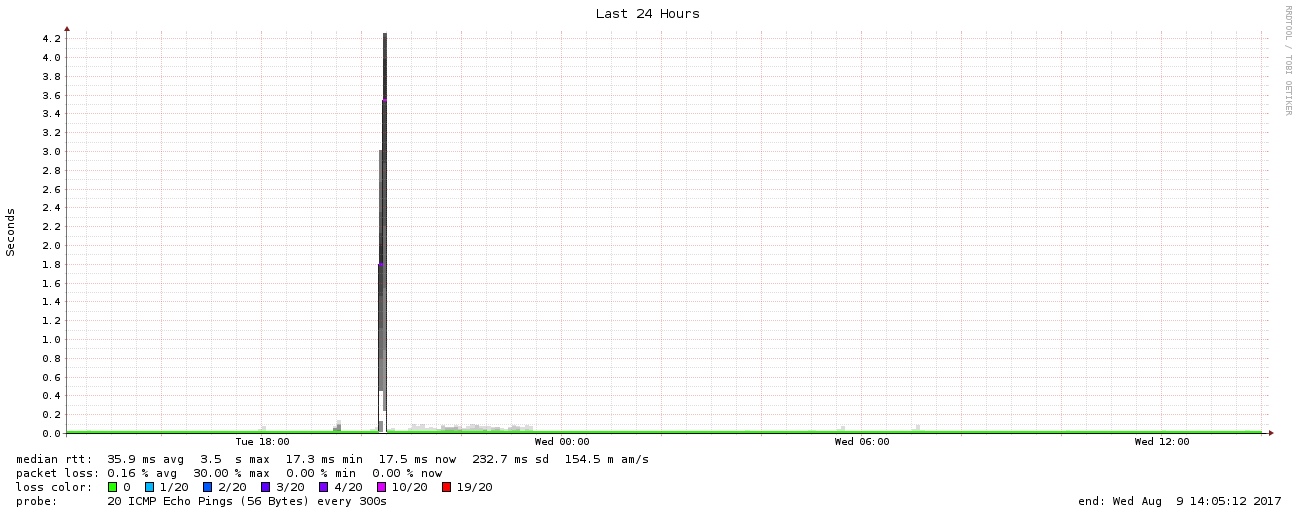 Last 24 Hours
RRDTOOL / TOBI OETIKER
Seconds
4.2
4.0
3.8
3.6
3.4
3.2
3.0
2.8
2.6
2.4
2.2
2.0
1.8
1.6
1.4
1.2
1.0
0.8
0.6
0.4
0.2
0.0
Tue 18:00 Wed 00:00 Wed 06:00 Wed 12:00
median rtt: 35.9 ms avg 3.5 s max 17.3 ms min 17.5 ms now 232.7 ms sd 154.5 m am/s
packet loss: 0.16 % avg 30.00 % max 0.00 % min 0.00 % now
loss color: 0 1/20 2/20 3/20 4/20 10/20 19/20
probe: 20 ICMP Echo Pings (56 Bytes) every 300s end: Wed Aug 9 14:05:12 2017